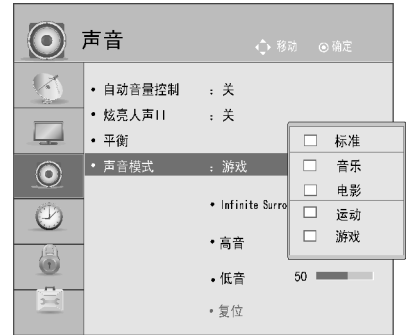 声音
移动 确定
• 自动音量控制 : 关
• 炫亮人声II : 关
• 平衡
• 声音模式 : 游戏
• Infinite Surro
• 高音
• 低音 50
• 复位
标准
音乐
电影
运动
游戏